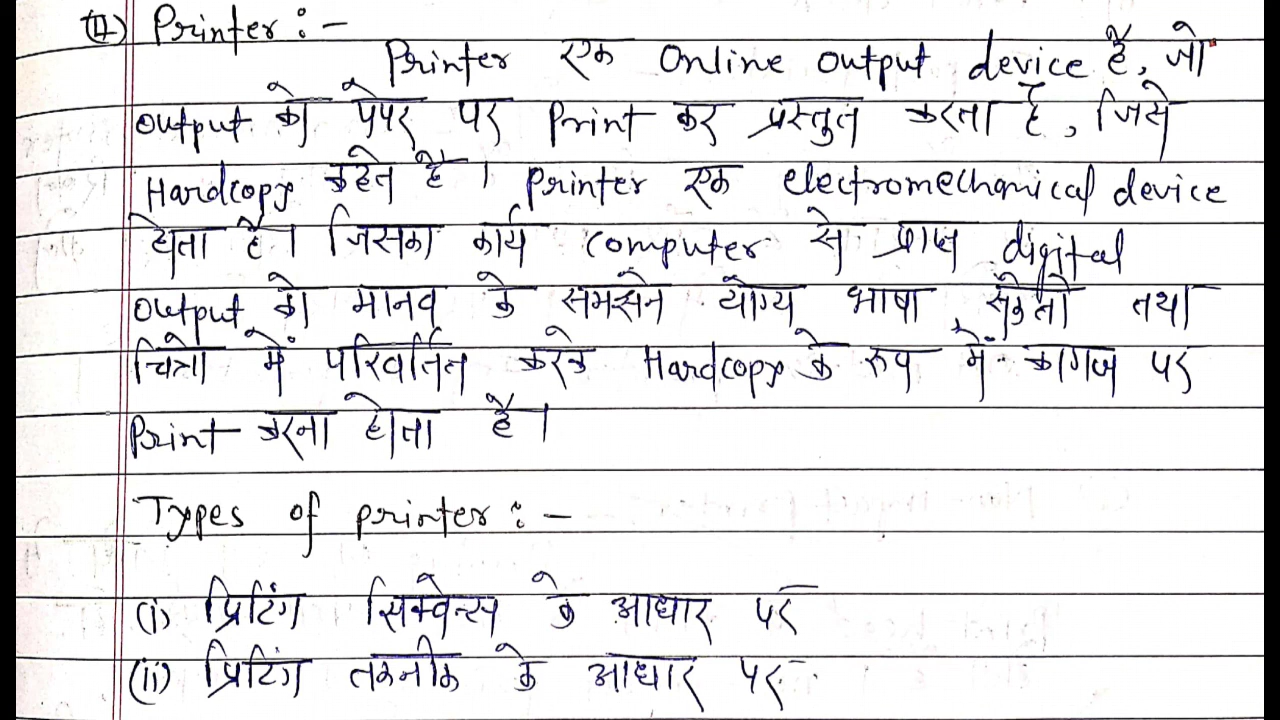 (4) Printer :-
Printer एक Online Output device है, जो
Output को पेपर पर Print कर प्रस्तुत करता है, जिसे
Hardcopy कहते है। Printer एक electromechanical device
होता है। जिसका कार्य Computer से प्राप्त digital
Output को मानव के समझने योग्य भाषा संकेतो तथा
चित्रो में परिवर्तित करके Hardcopy के रूप में कागज पर
Print करना होता है।
Types of printer :-
(i) प्रिटिंग सिक्वेन्स के आधार पर
(ii) प्रिटिंग तकनीक के आधार पर